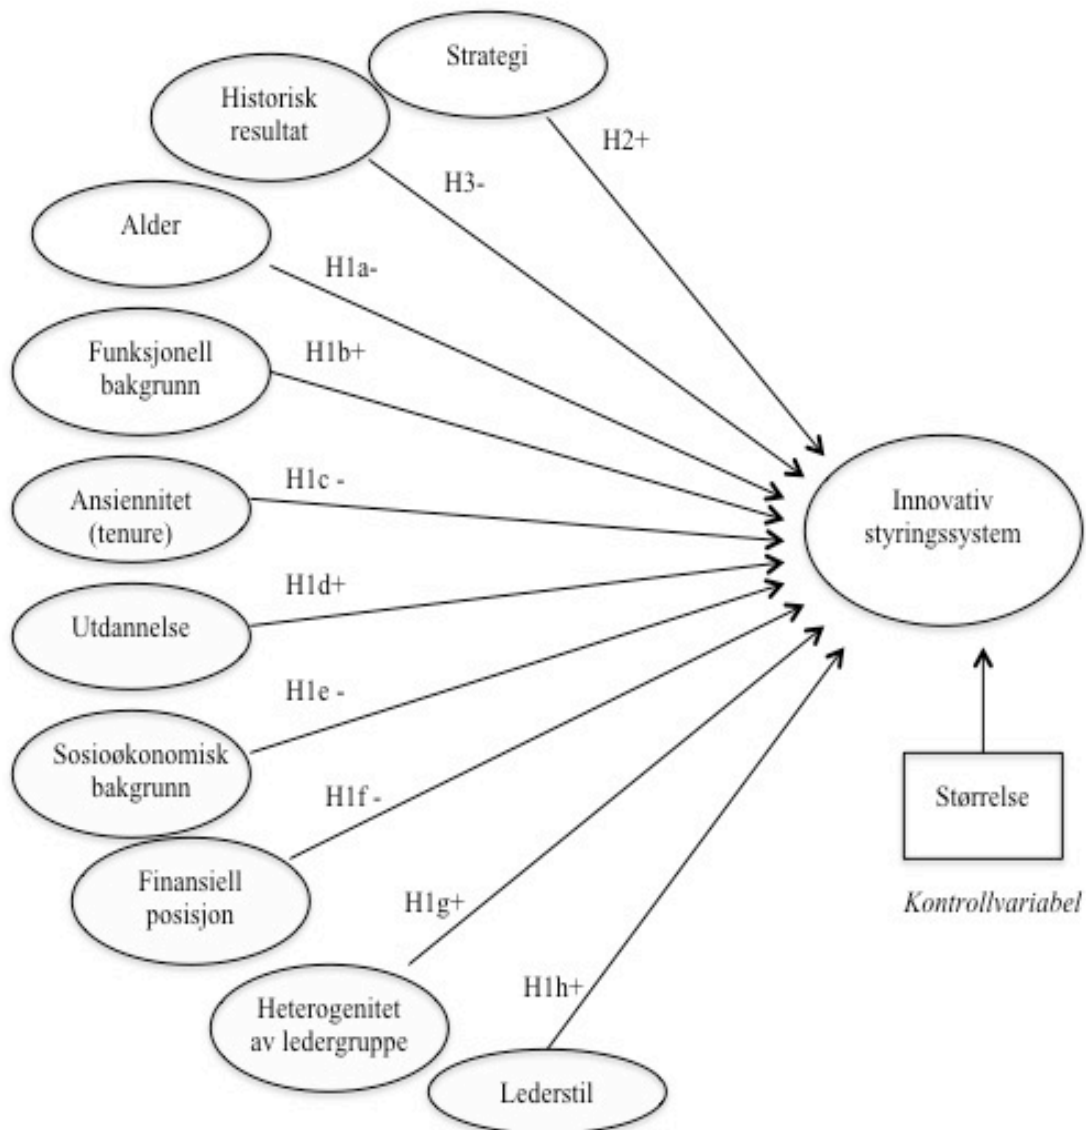 Strategi
Historisk
resultat
H2+
H3-
Alder
H1a-
Funksjonell
bakgrunn
H1b+
Ansiennitet
(tenure)
H1c -
Innovativ
styringssystem
Utdannelse
H1d+
Sosioøkonomisk
bakgrunn
H1e -
Størrelse
Kontrollvariabel
Finansiell
posisjon
H1f -
Heterogenitet
av ledergruppe
H1g+
Lederstil
H1h+